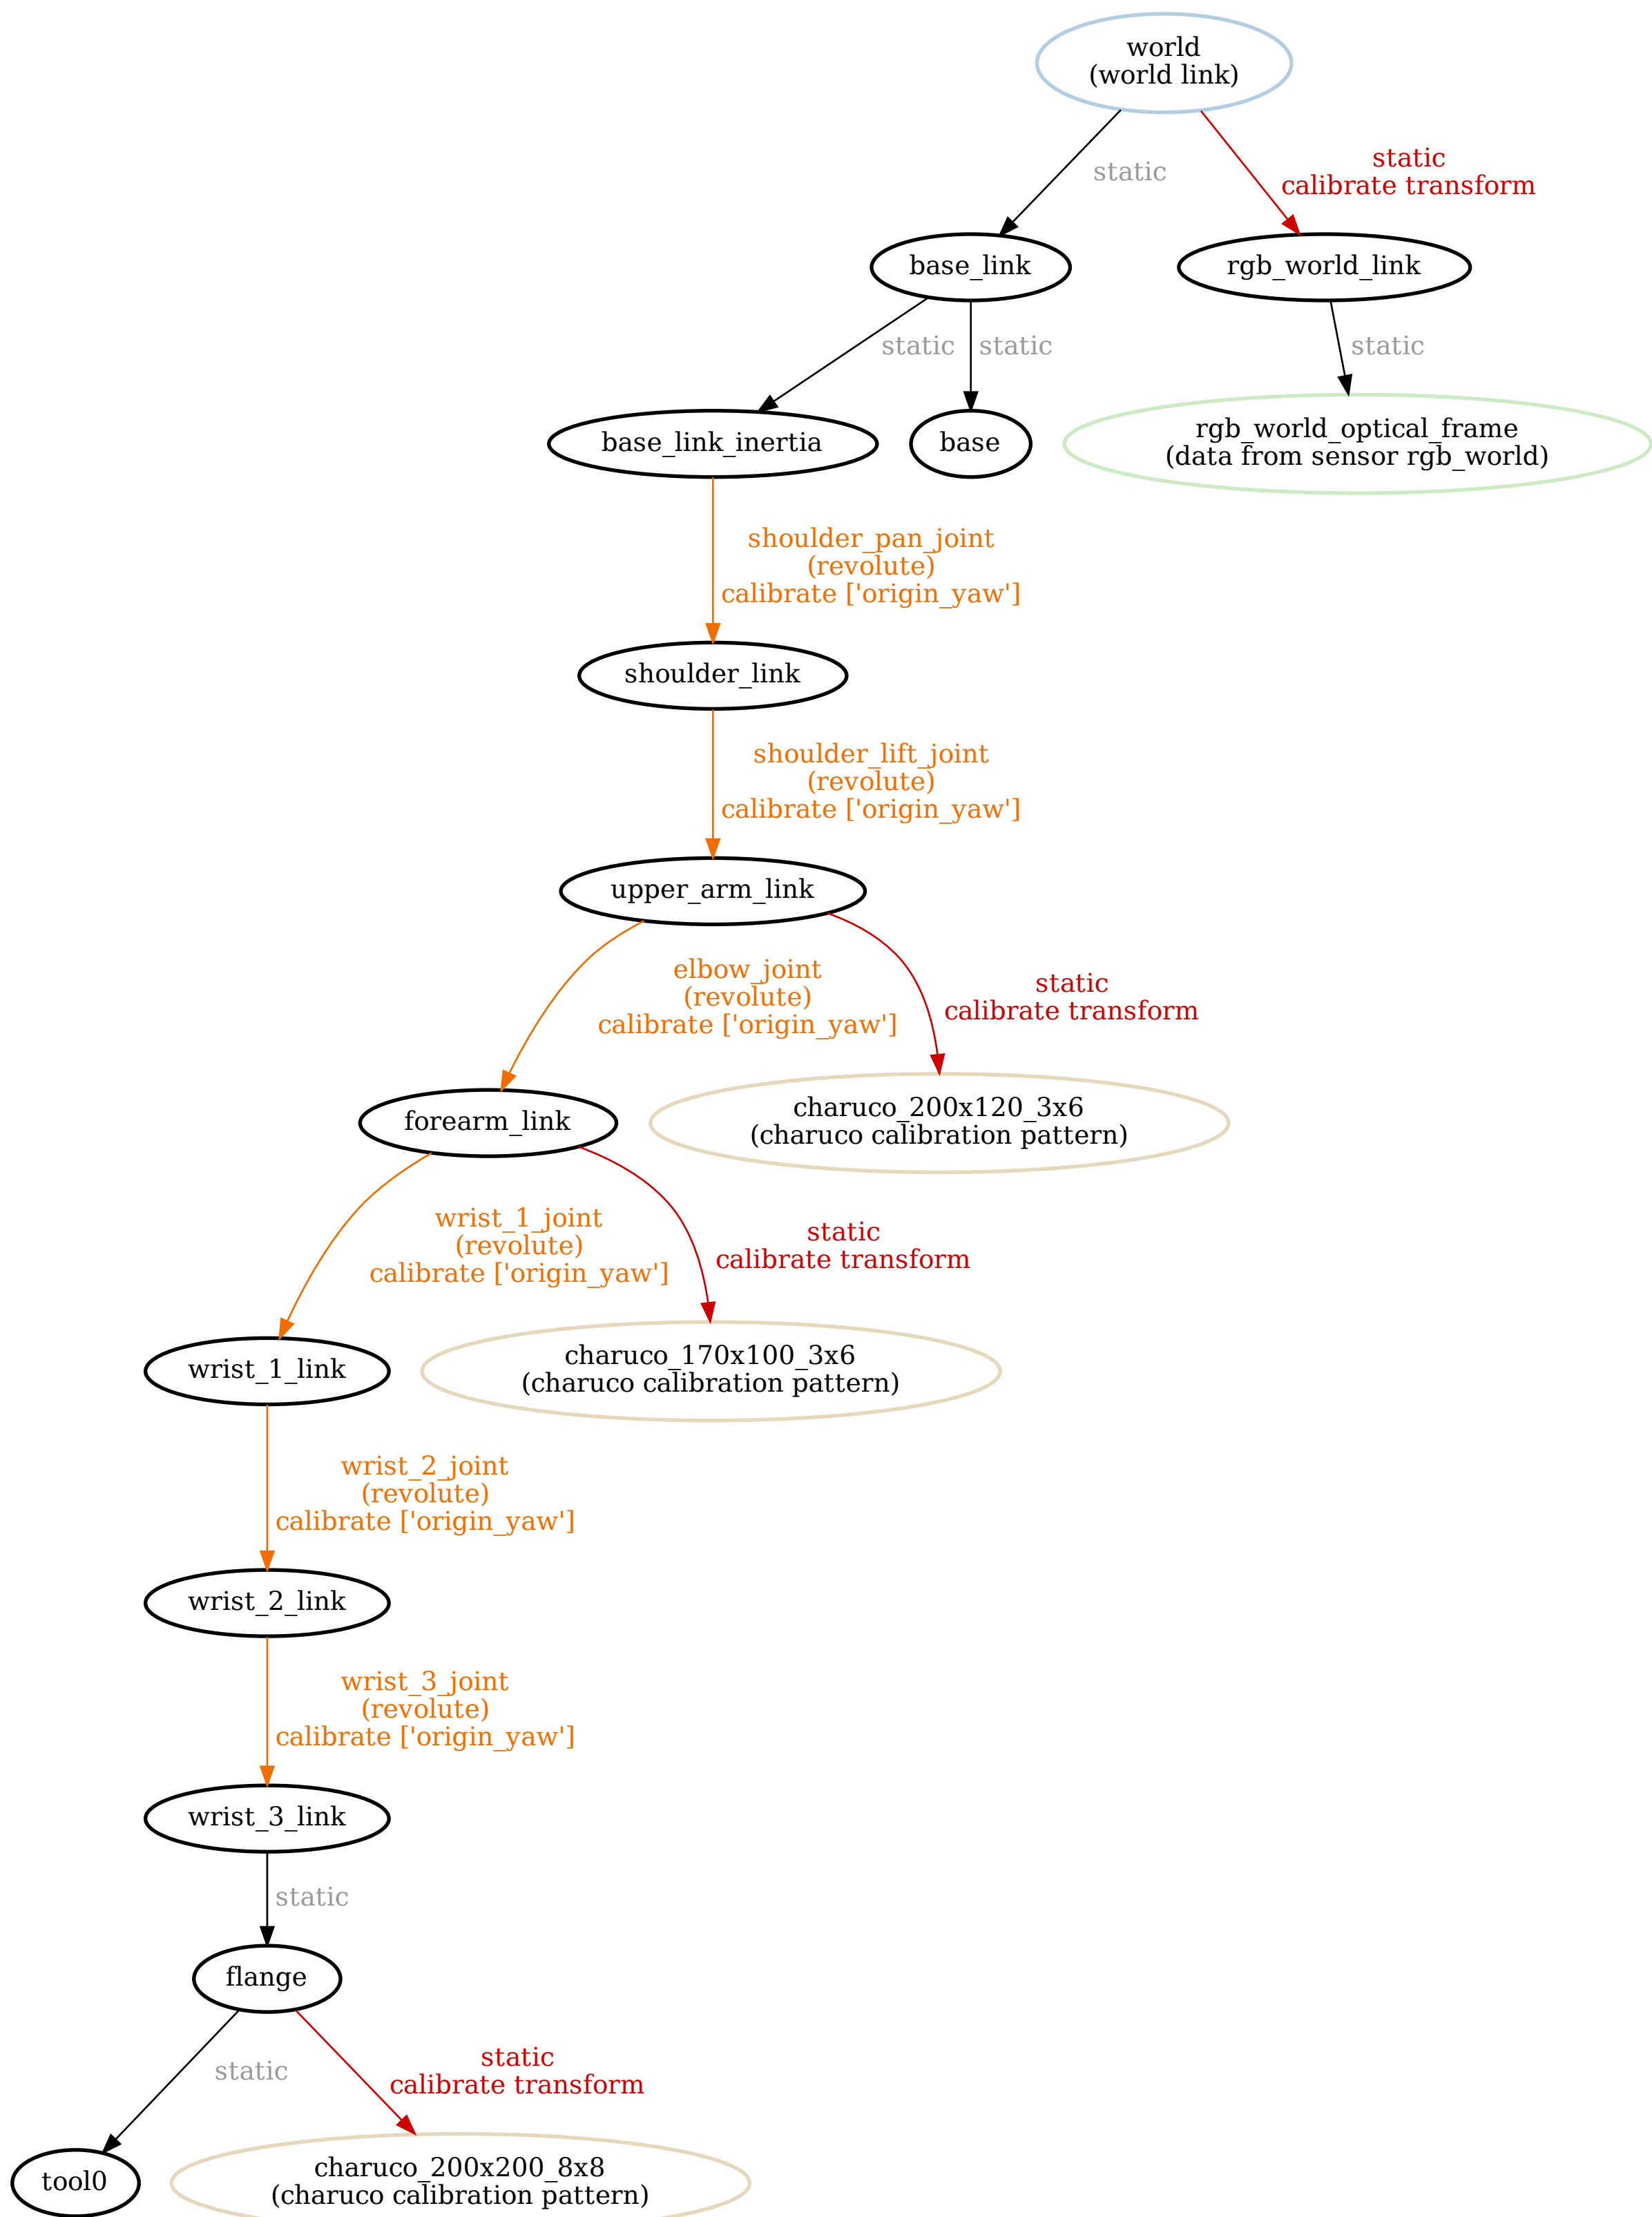 world
(world link)
static
static
calibrate transform
base_link
rgb_world_link
static
static
static
base_link_inertia
base
rgb_world_optical_frame
(data from sensor rgb_world)
shoulder_pan_joint
(revolute)
calibrate ['origin_yaw']
shoulder_link
shoulder_lift_joint
(revolute)
calibrate ['origin_yaw']
upper_arm_link
elbow_joint
(revolute)
calibrate ['origin_yaw']
static
calibrate transform
forearm_link
charuco_200x120_3x6
(charuco calibration pattern)
wrist_1_joint
(revolute)
calibrate ['origin_yaw']
static
calibrate transform
wrist_1_link
charuco_170x100_3x6
(charuco calibration pattern)
wrist_2_joint
(revolute)
calibrate ['origin_yaw']
wrist_2_link
wrist_3_joint
(revolute)
calibrate ['origin_yaw']
wrist_3_link
static
flange
static
static
calibrate transform
tool0
charuco_200x200_8x8
(charuco calibration pattern)